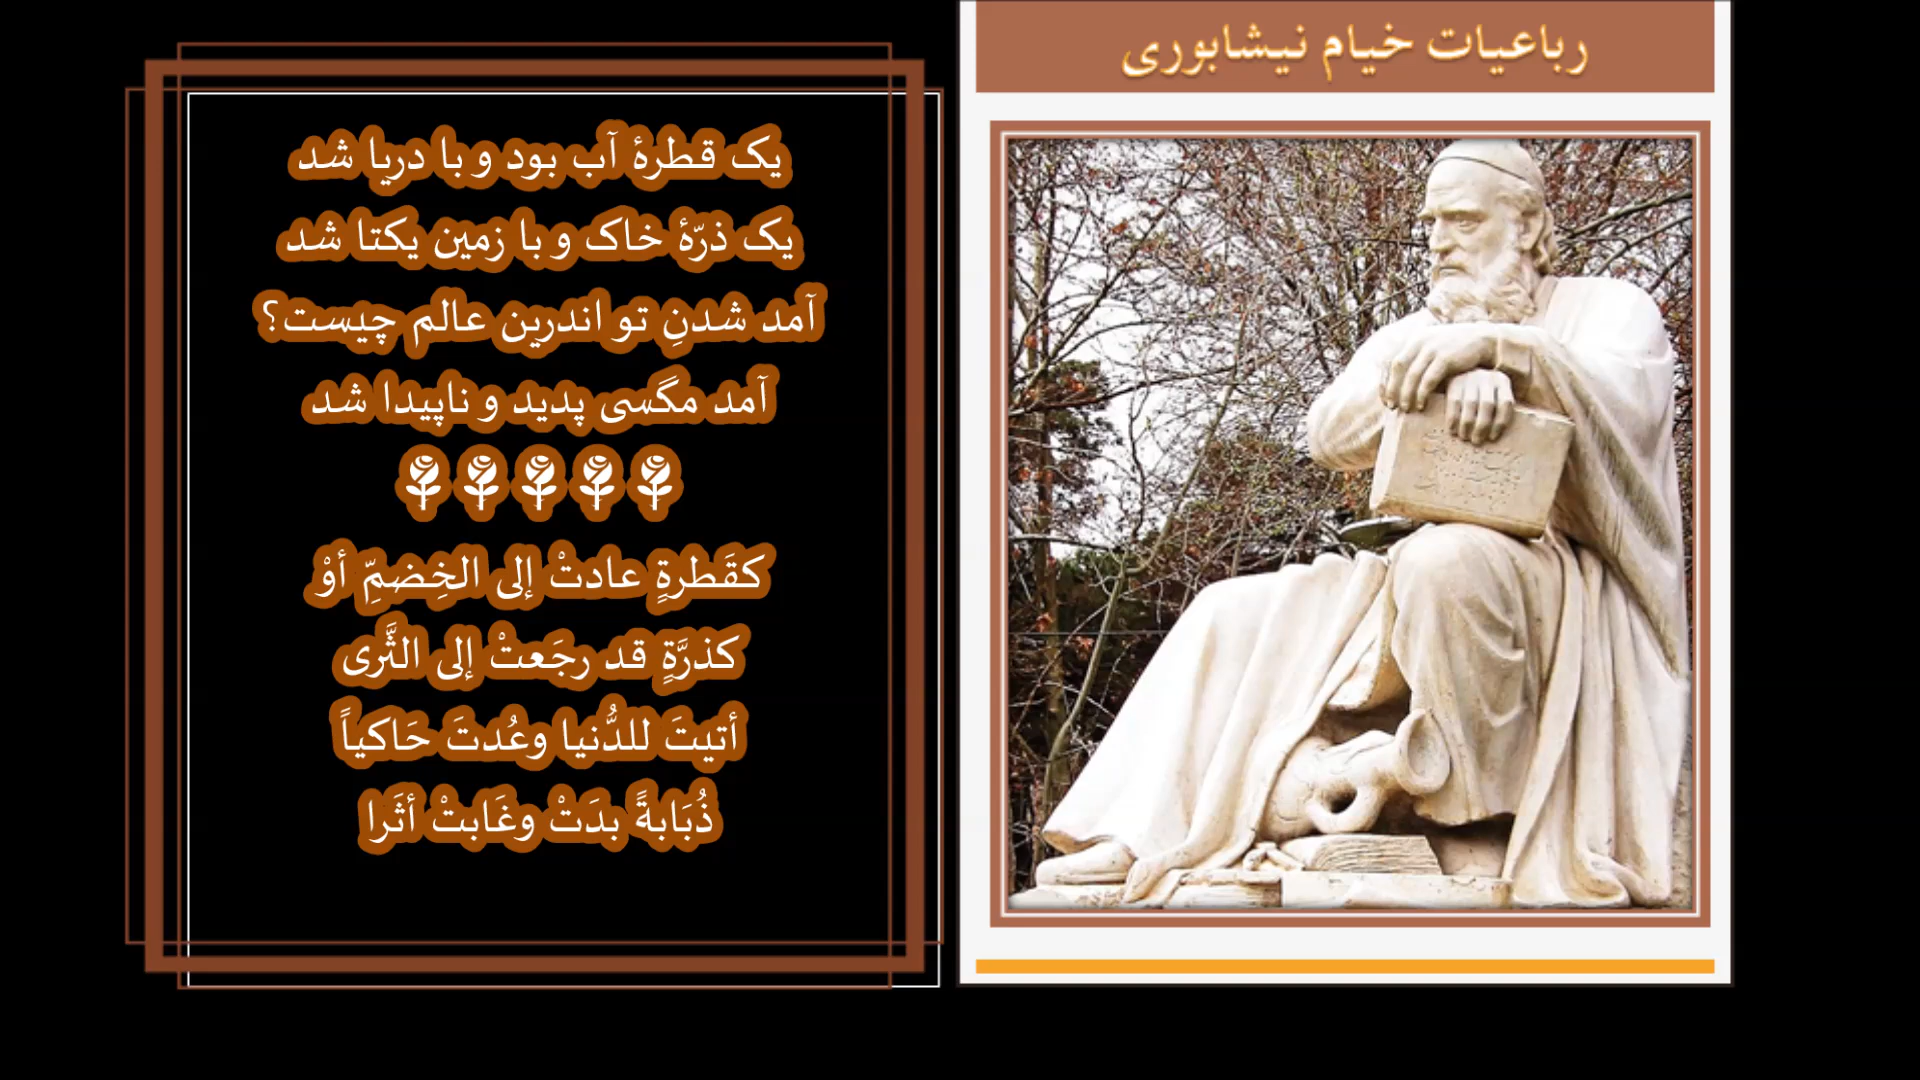 رباعیات خیام نیشابوری
یک قطرهٔ آب بود و با دریا شد
یک ذرّهٔ خاک و با زمین یکتا شد
آمد شدنِ تو اندرین عالم چیست؟
آمد مگسی پدید و ناپیدا شد
كقَطرةٍ عادتْ إلى الخِضمِّ أوْ
كذرَّةٍ قد رجَعتْ إلى الثَّرى
أتيتَ للدُّنيا وعُدتَ حَاكياً
ذُبَابةً بدَتْ وغَابتْ أثَرا